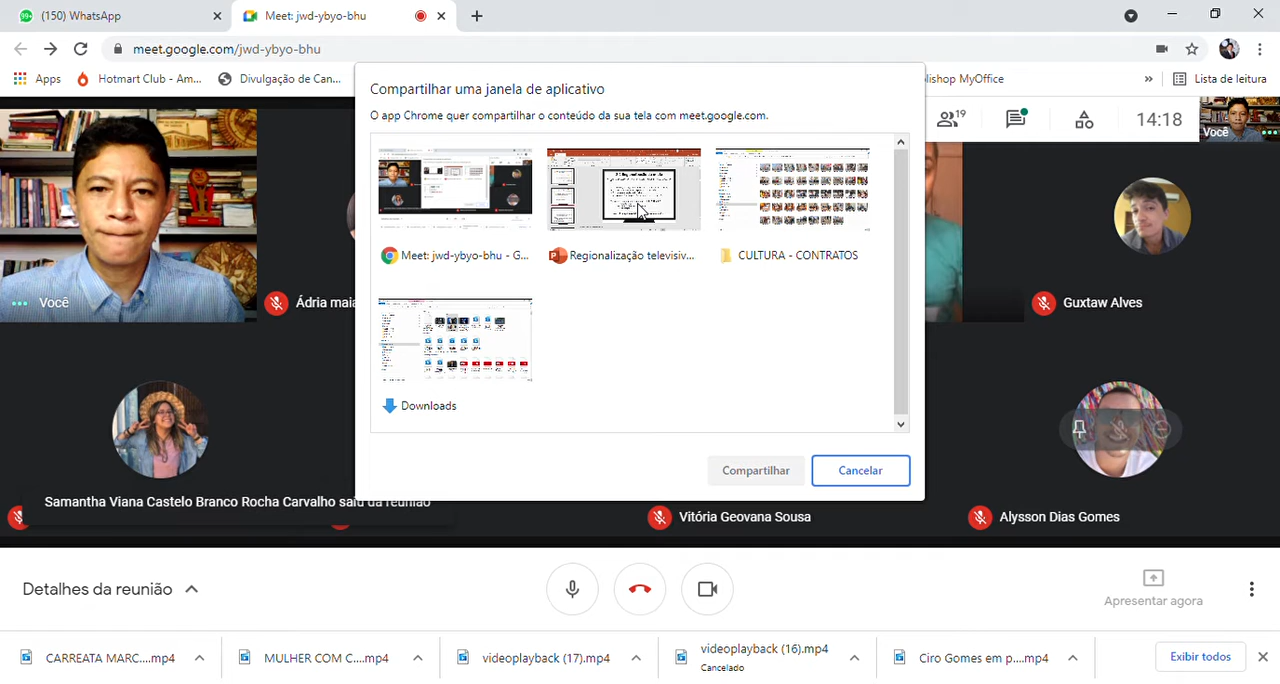 99+ (150) WhatsApp
Meet: jwd-ybyo-bhu
meet.google.com/jwd-ybyo-bhu
Apps
Hotmart Club - Am...
Divulgação de Can...
lishop MyOffice
»
Lista de leitura
Compartilhar uma janela de aplicativo
O app Chrome quer compartilhar o conteúdo da sua tela com meet.google.com.
19
14:18
Você
Meet: jwd-ybyo-bhu - G...
Regionalização televisiv...
CULTURA - CONTRATOS
Você
Ádria maia
Guxtaw Alves
Downloads
Compartilhar
Cancelar
Samantha Viana Castelo Branco Rocha Carvalho saiu da reunião
Vitória Geovana Sousa
Alysson Dias Gomes
Detalhes da reunião
Apresentar agora
CARREATA MARC....mp4
MULHER COM C....mp4
videoplayback (17).mp4
videoplayback (16).mp4
Cancelado
Ciro Gomes em p....mp4
Exibir todos